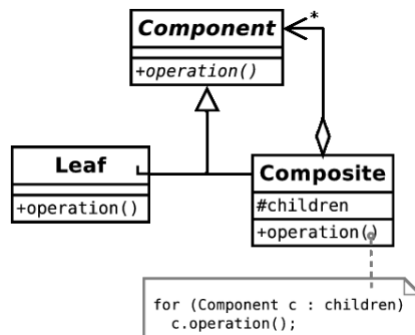 Component
*
+operation()
Leaf
+operation()
Composite
#children
+operation()
for (Component c : children)
c.operation();